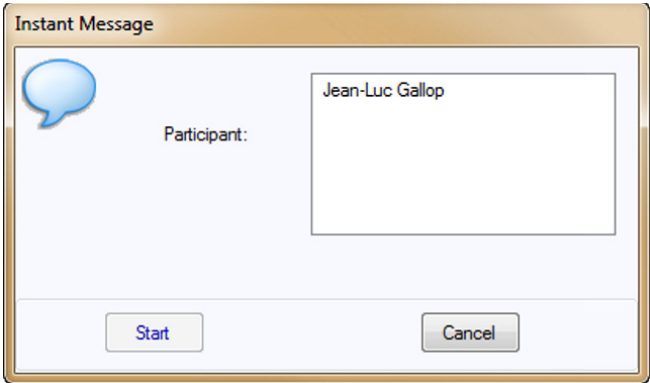 Instant Message
Jean-Luc Gallop
Participant:
Start
Cancel